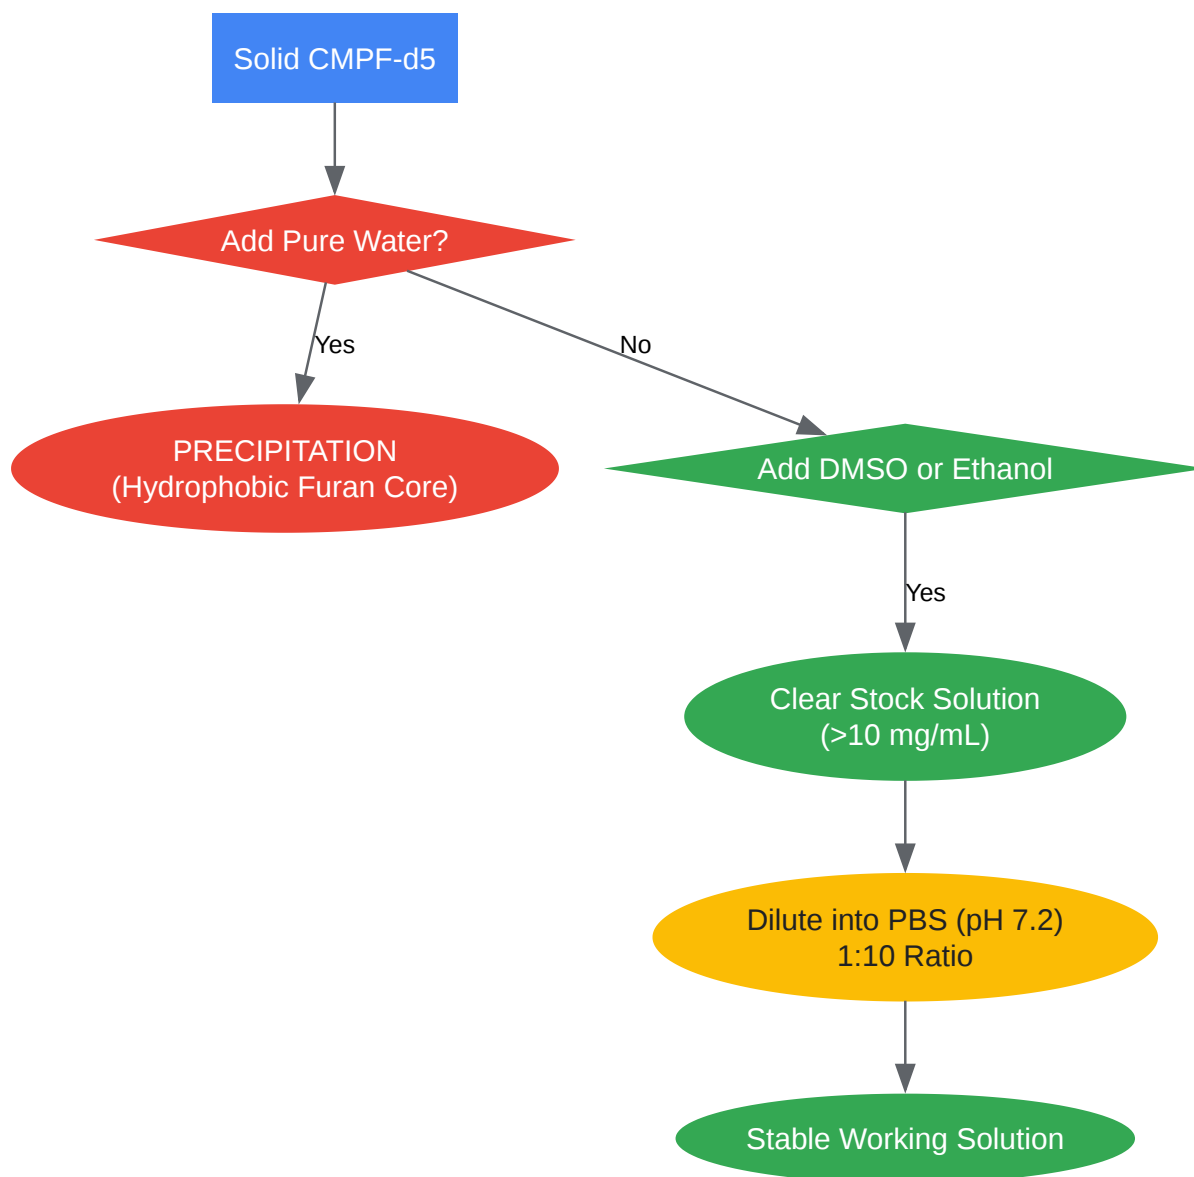 Solid CMPF-d5
Add Pure Water?
Yes
No
PRECIPITATION
(Hydrophobic Furan Core)
Add DMSO or Ethanol
Yes
Clear Stock Solution
(>10 mg/mL)
Dilute into PBS (pH 7.2)
1:10 Ratio
Stable Working Solution